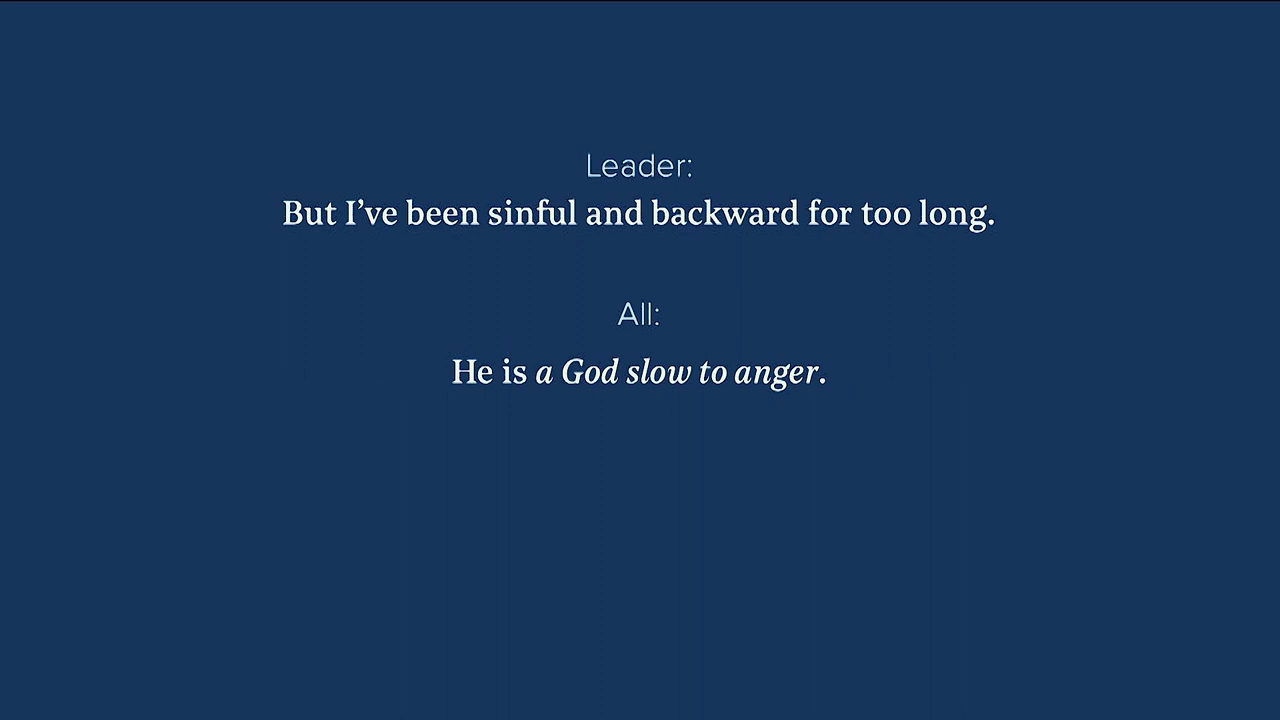 Leader:
But I’ve been sinful and backward for too long.
All:
He is a God slow to anger.